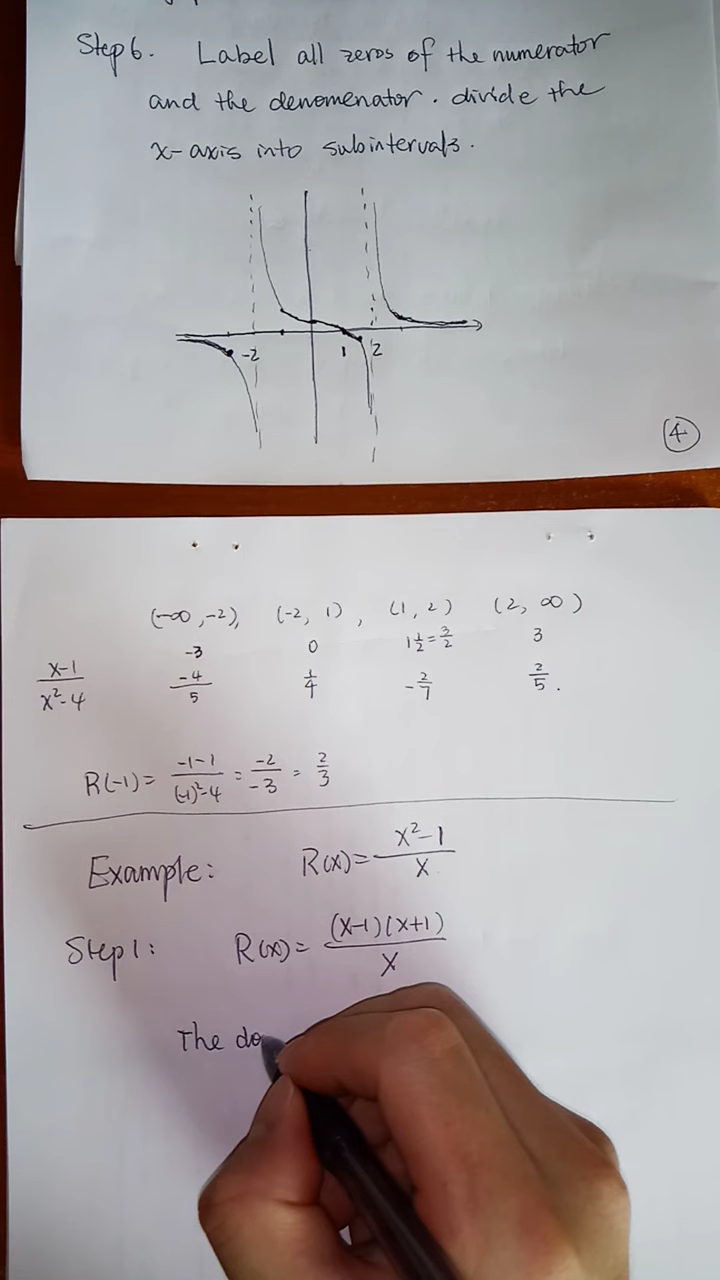 Step 6. Label all zeros of the numerator
and the denomenator. divide the
x-axis into subintervals.
-2 1 2
4
(-∞,-2), (-2, 1), (1, 2) (2, ∞)
-3 0 1 1/2 = 3/2 3
x-1/x²-4 -4/5 1/4 -2/7 2/5.
R(-1) = -1-1/(-1)²-4 = -2/-3 = 2/3
Example: R(x) = x²-1/x
Step 1: R(x) = (x-1)(x+1)/x
The do